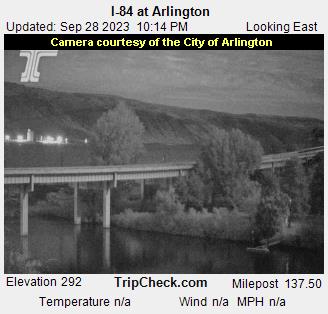 I-84 at Arlington
Updated: Sep 28 2023 10:14 PM Looking East
Camera courtesy of the City of Arlington
Elevation 292 TripCheck.com Milepost 137.50
Temperature n/a Wind n/a MPH n/a